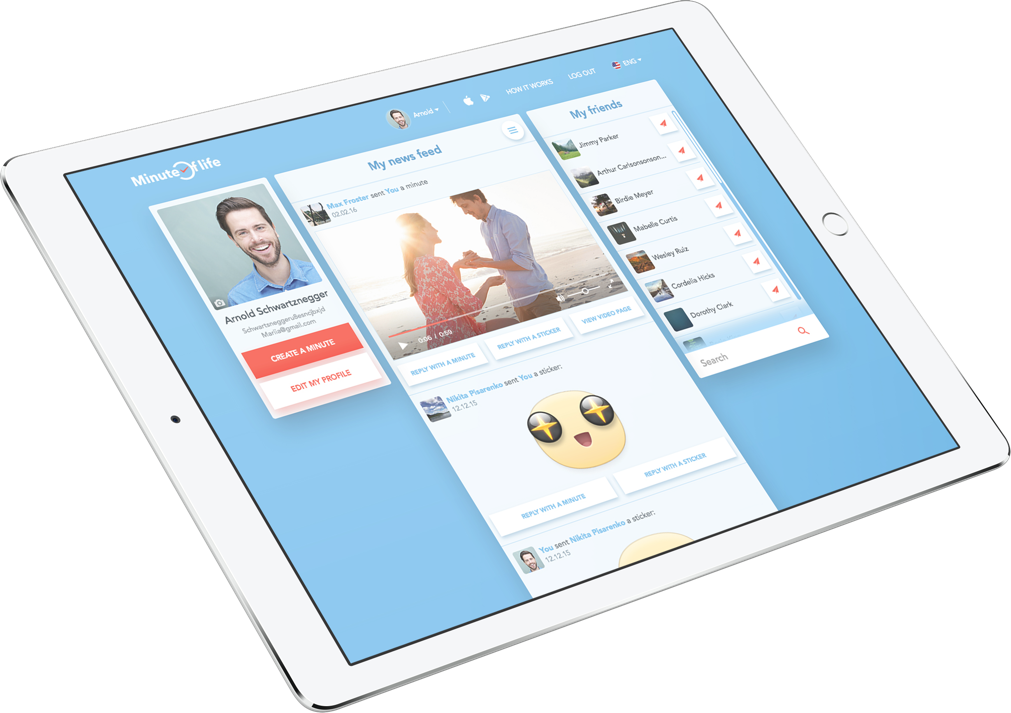 Minute Of life
Arnold
HOW IT WORKS
LOG OUT
ENG
Arnold Schwartznegger
Mariia@gmail.com
CREATE A MINUTE
EDIT MY PROFILE
My news feed
Max Froster sent You a minute
02.02.16
0:06 / 0:59
REPLY WITH A MINUTE
REPLY WITH A STICKER
VIEW VIDEO PAGE
Nikita Pisarenko sent You a sticker:
12.12.15
REPLY WITH A MINUTE
REPLY WITH A STICKER
You sent Nikita Pisarenko a sticker:
12.12.15
My friends
Jimmy Parker
Arthur Carlsonsonson...
Birdie Meyer
Mabelle Curtis
Wesley Ruiz
Cordelia Hicks
Dorothy Clark
Search